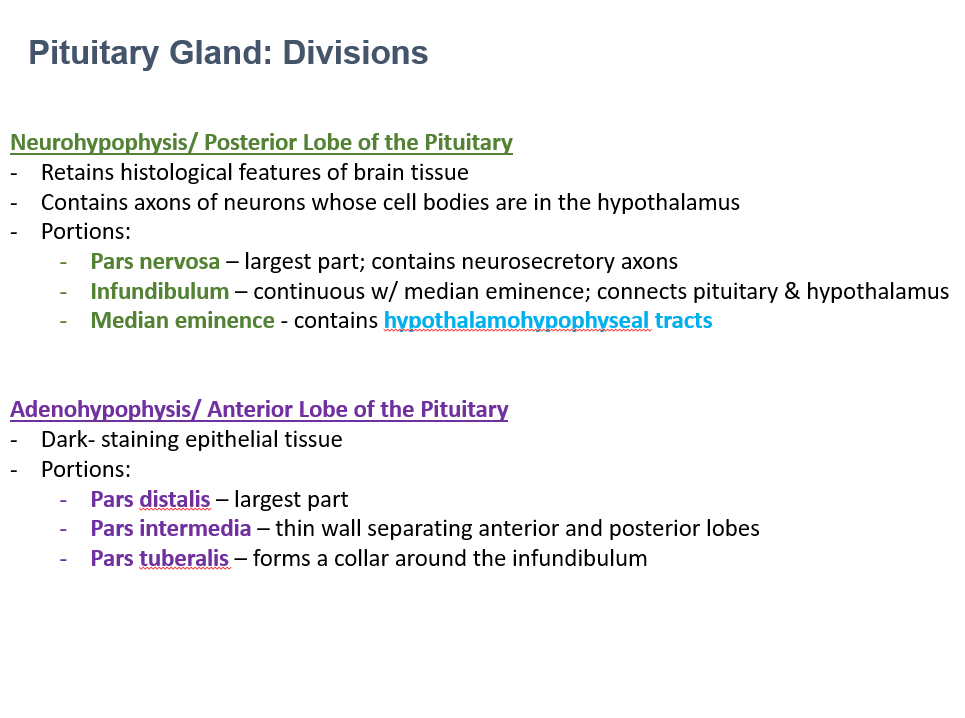 Pituitary Gland: Divisions
Neurohypophysis/ Posterior Lobe of the Pituitary
- Retains histological features of brain tissue
- Contains axons of neurons whose cell bodies are in the hypothalamus
- Portions:
- Pars nervosa – largest part; contains neurosecretory axons
- Infundibulum – continuous w/ median eminence; connects pituitary & hypothalamus
- Median eminence - contains hypothalamohypophyseal tracts
Adenohypophysis/ Anterior Lobe of the Pituitary
- Dark- staining epithelial tissue
- Portions:
- Pars distalis – largest part
- Pars intermedia – thin wall separating anterior and posterior lobes
- Pars tuberalis – forms a collar around the infundibulum